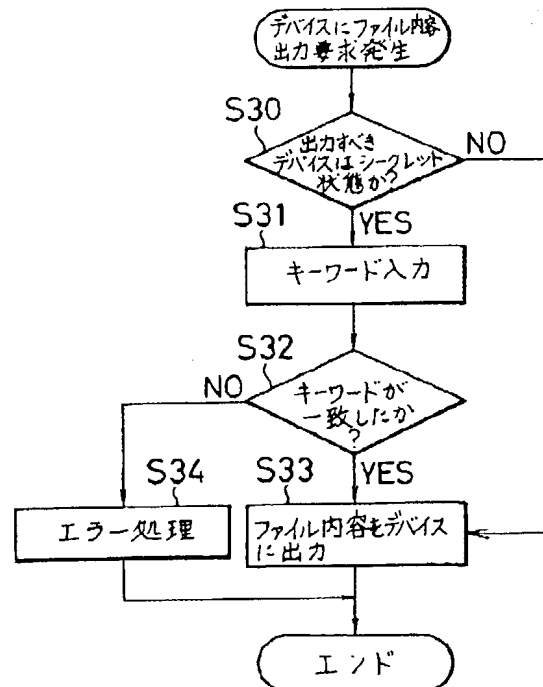 デバイスにファイル内容
出力要求発生
S30
出力すべき
デバイスはシークレット
状態か?
NO
YES
S31
キーワード入力
S32
キーワードが
一致したか
?
NO
YES
S34
エラー処理
S33
ファイル内容をデバイス
に出力
エンド